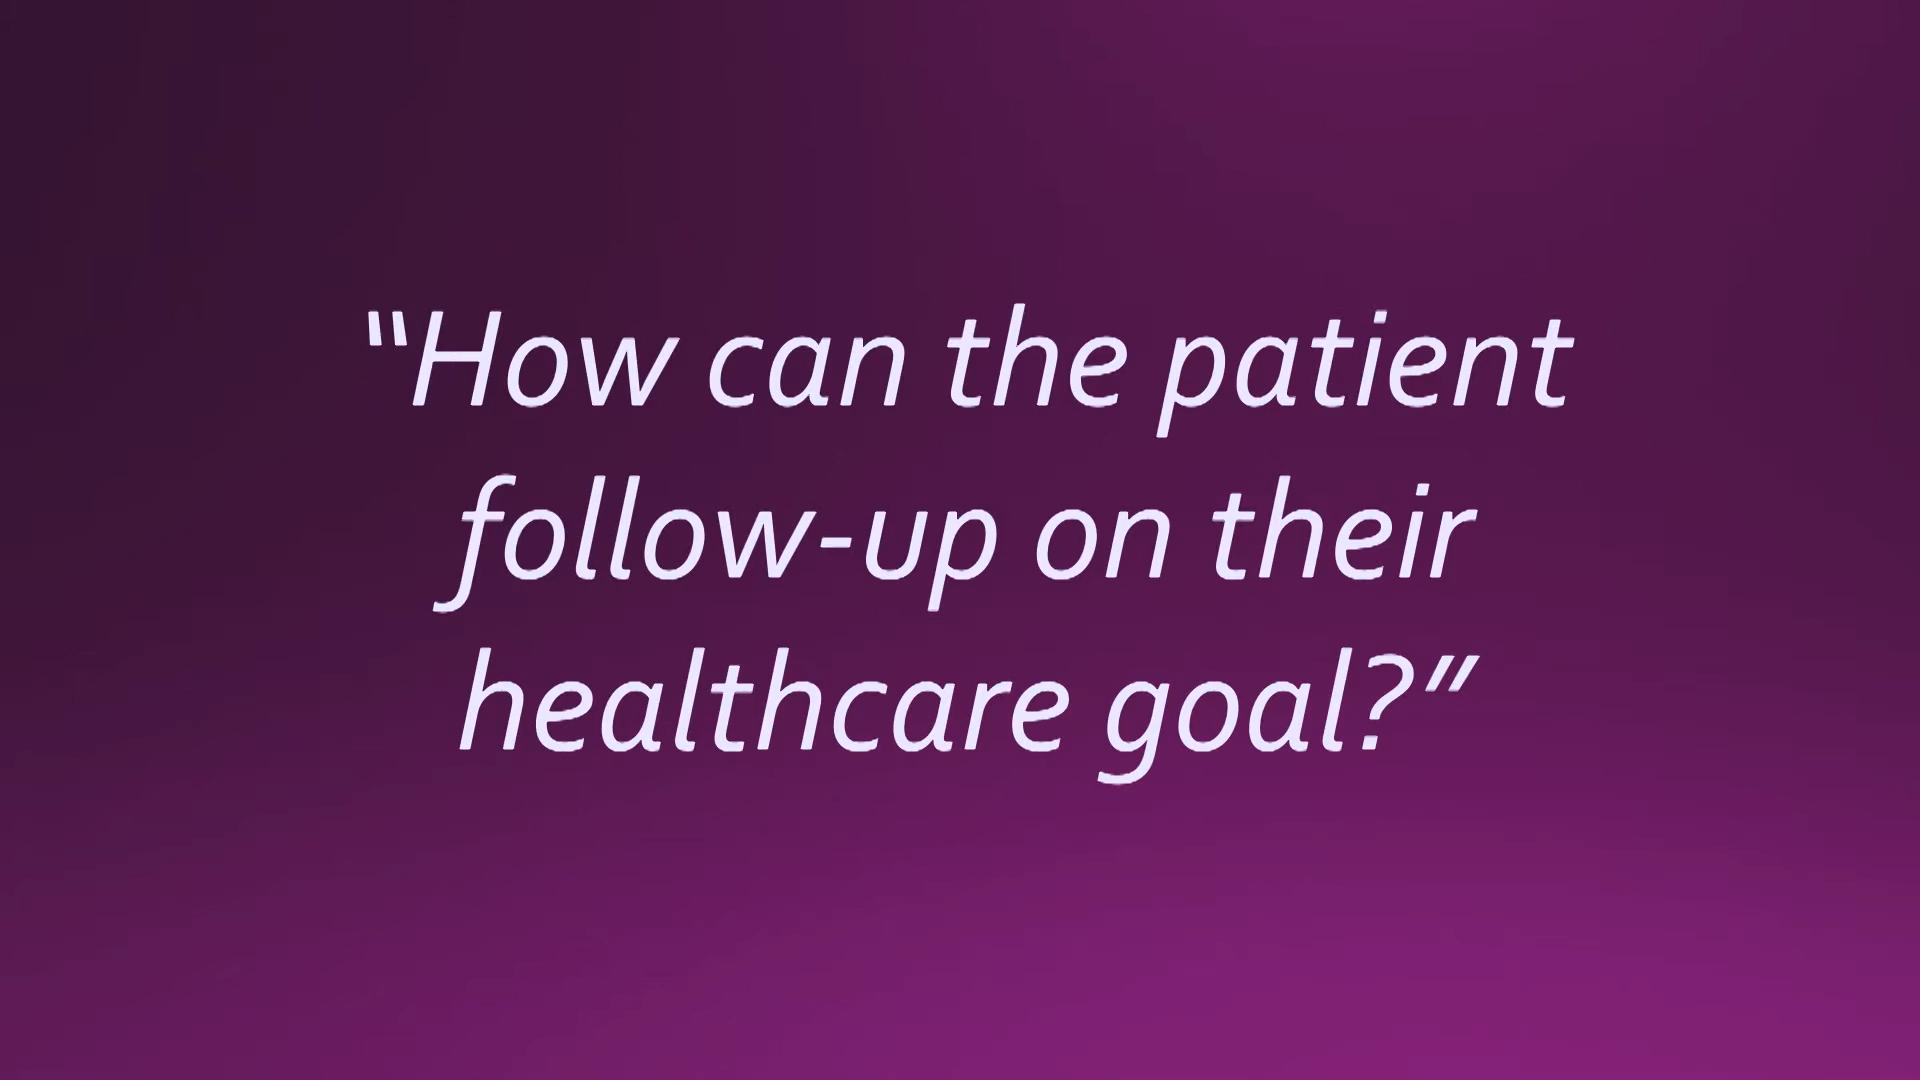 “How can the patient
follow-up on their
healthcare goal?”